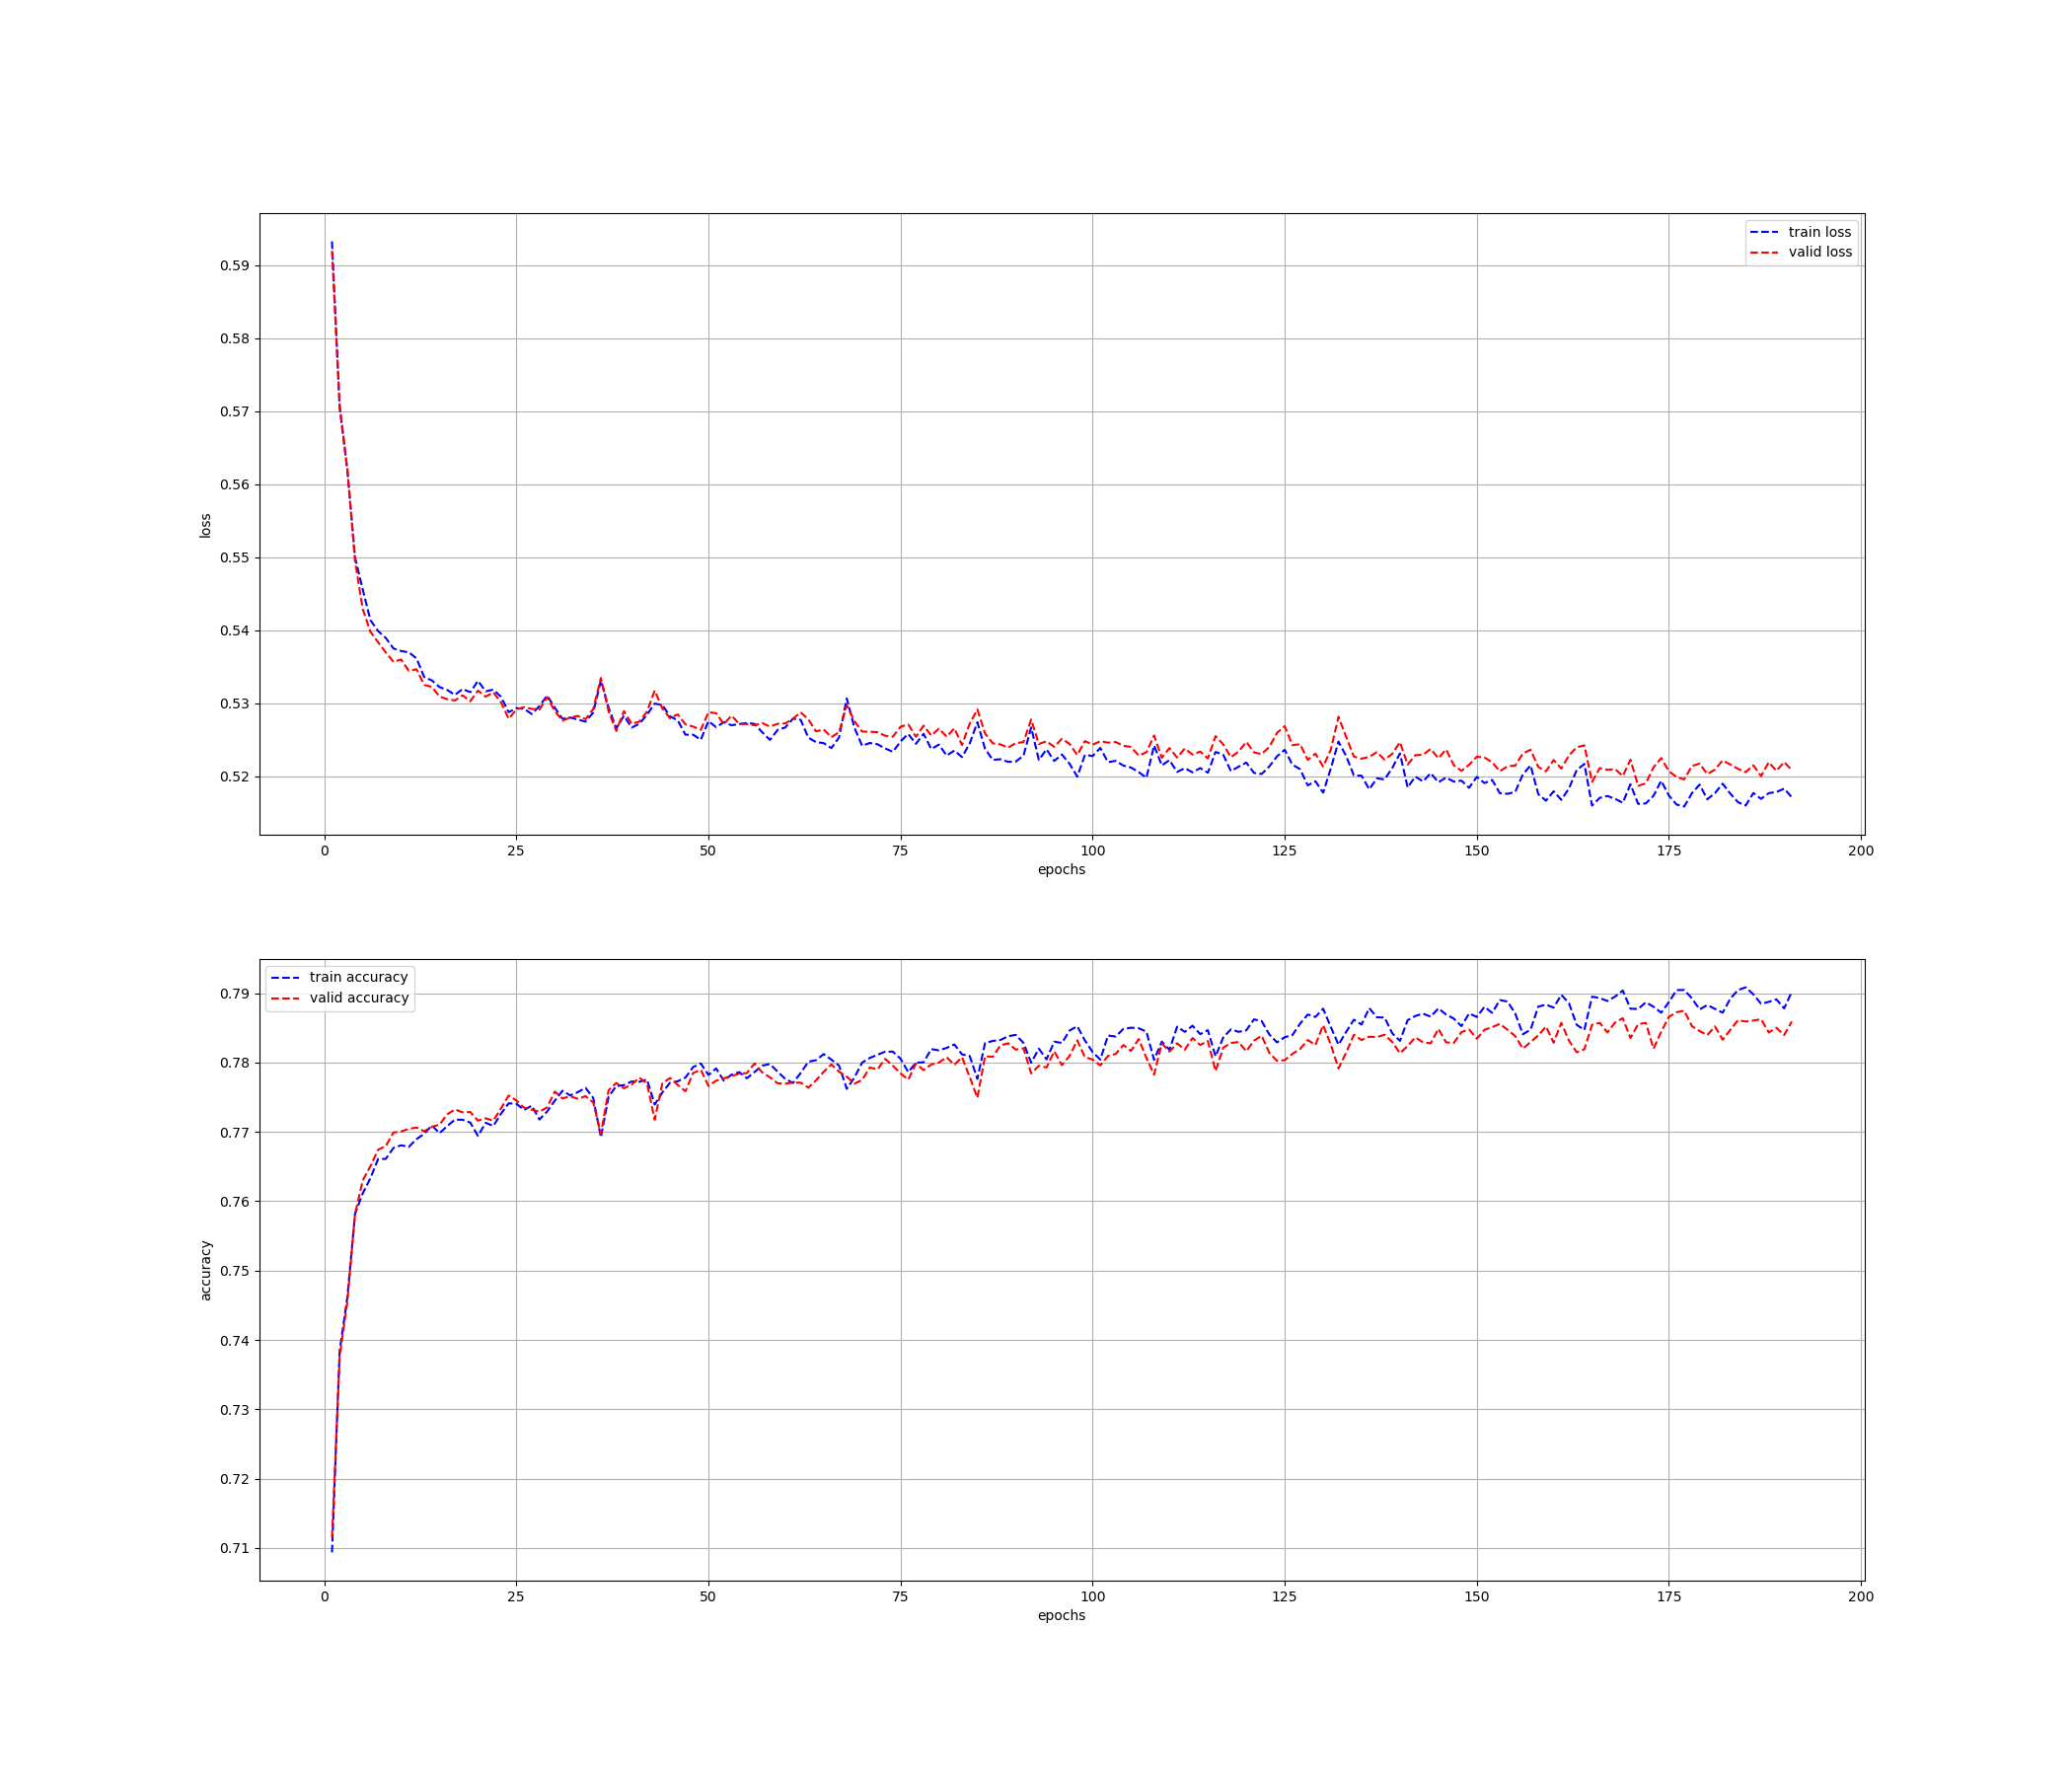 train loss
valid loss
0.59
0.58
0.57
0.56
0.55
0.54
0.53
0.52
loss
0 25 50 75 100 125 150 175 200
epochs
train accuracy
valid accuracy
0.79
0.78
0.77
0.76
0.75
0.74
0.73
0.72
0.71
accuracy
0 25 50 75 100 125 150 175 200
epochs